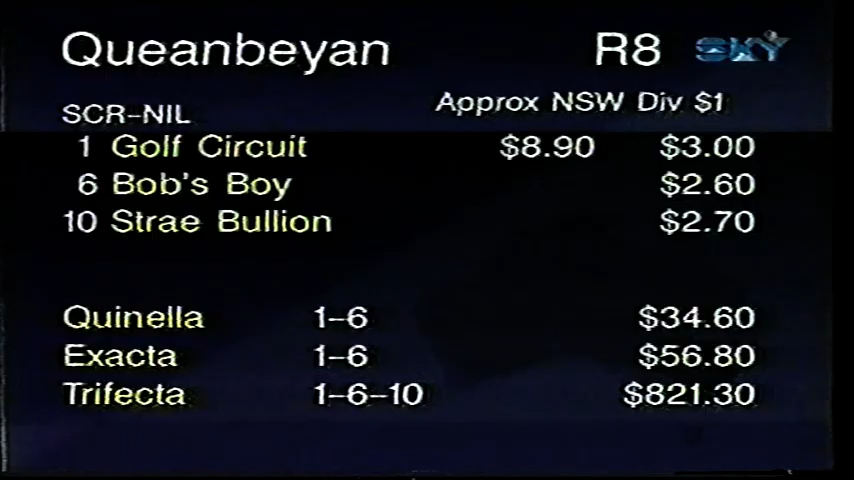 Queanbeyan R8 SKY
SCR-NIL Approx NSW Div $1
1 Golf Circuit $8.90 $3.00
6 Bob's Boy $2.60
10 Strae Bullion $2.70
Quinella 1-6 $34.60
Exacta 1-6 $56.80
Trifecta 1-6-10 $821.30